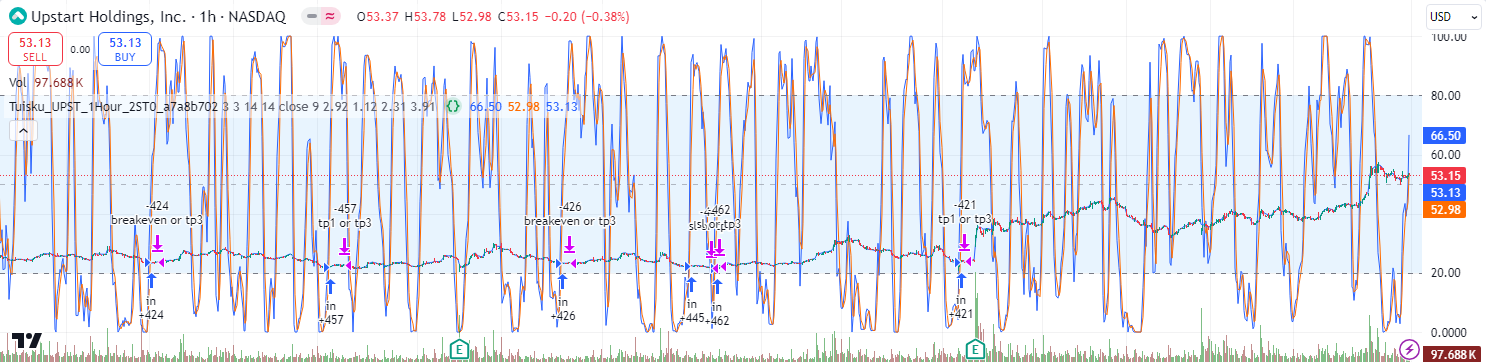 Upstart Holdings, Inc. · 1h · NASDAQ O53.37 H53.78 L52.98 C53.15 −0.20 (−0.38%)
USD
53.13
SELL
0.00
53.13
BUY
Vol 97.688K
Tuisku_UPST_1Hour_2ST0_a7a8b702 3 3 14 14 close 9 2.92 1.12 2.31 3.91 {} 66.50 52.98 53.13
100.00
80.00
66.50
60.00
53.15
53.13
52.98
20.00
0.0000
97.688K
-424
breakeven or tp3
-457
tp1 or tp3
-426
breakeven or tp3
-462
or tp3
-421
tp1 or tp3
in
+424
in
+457
in
+426
in
+445
in
+462
in
+421
E
E